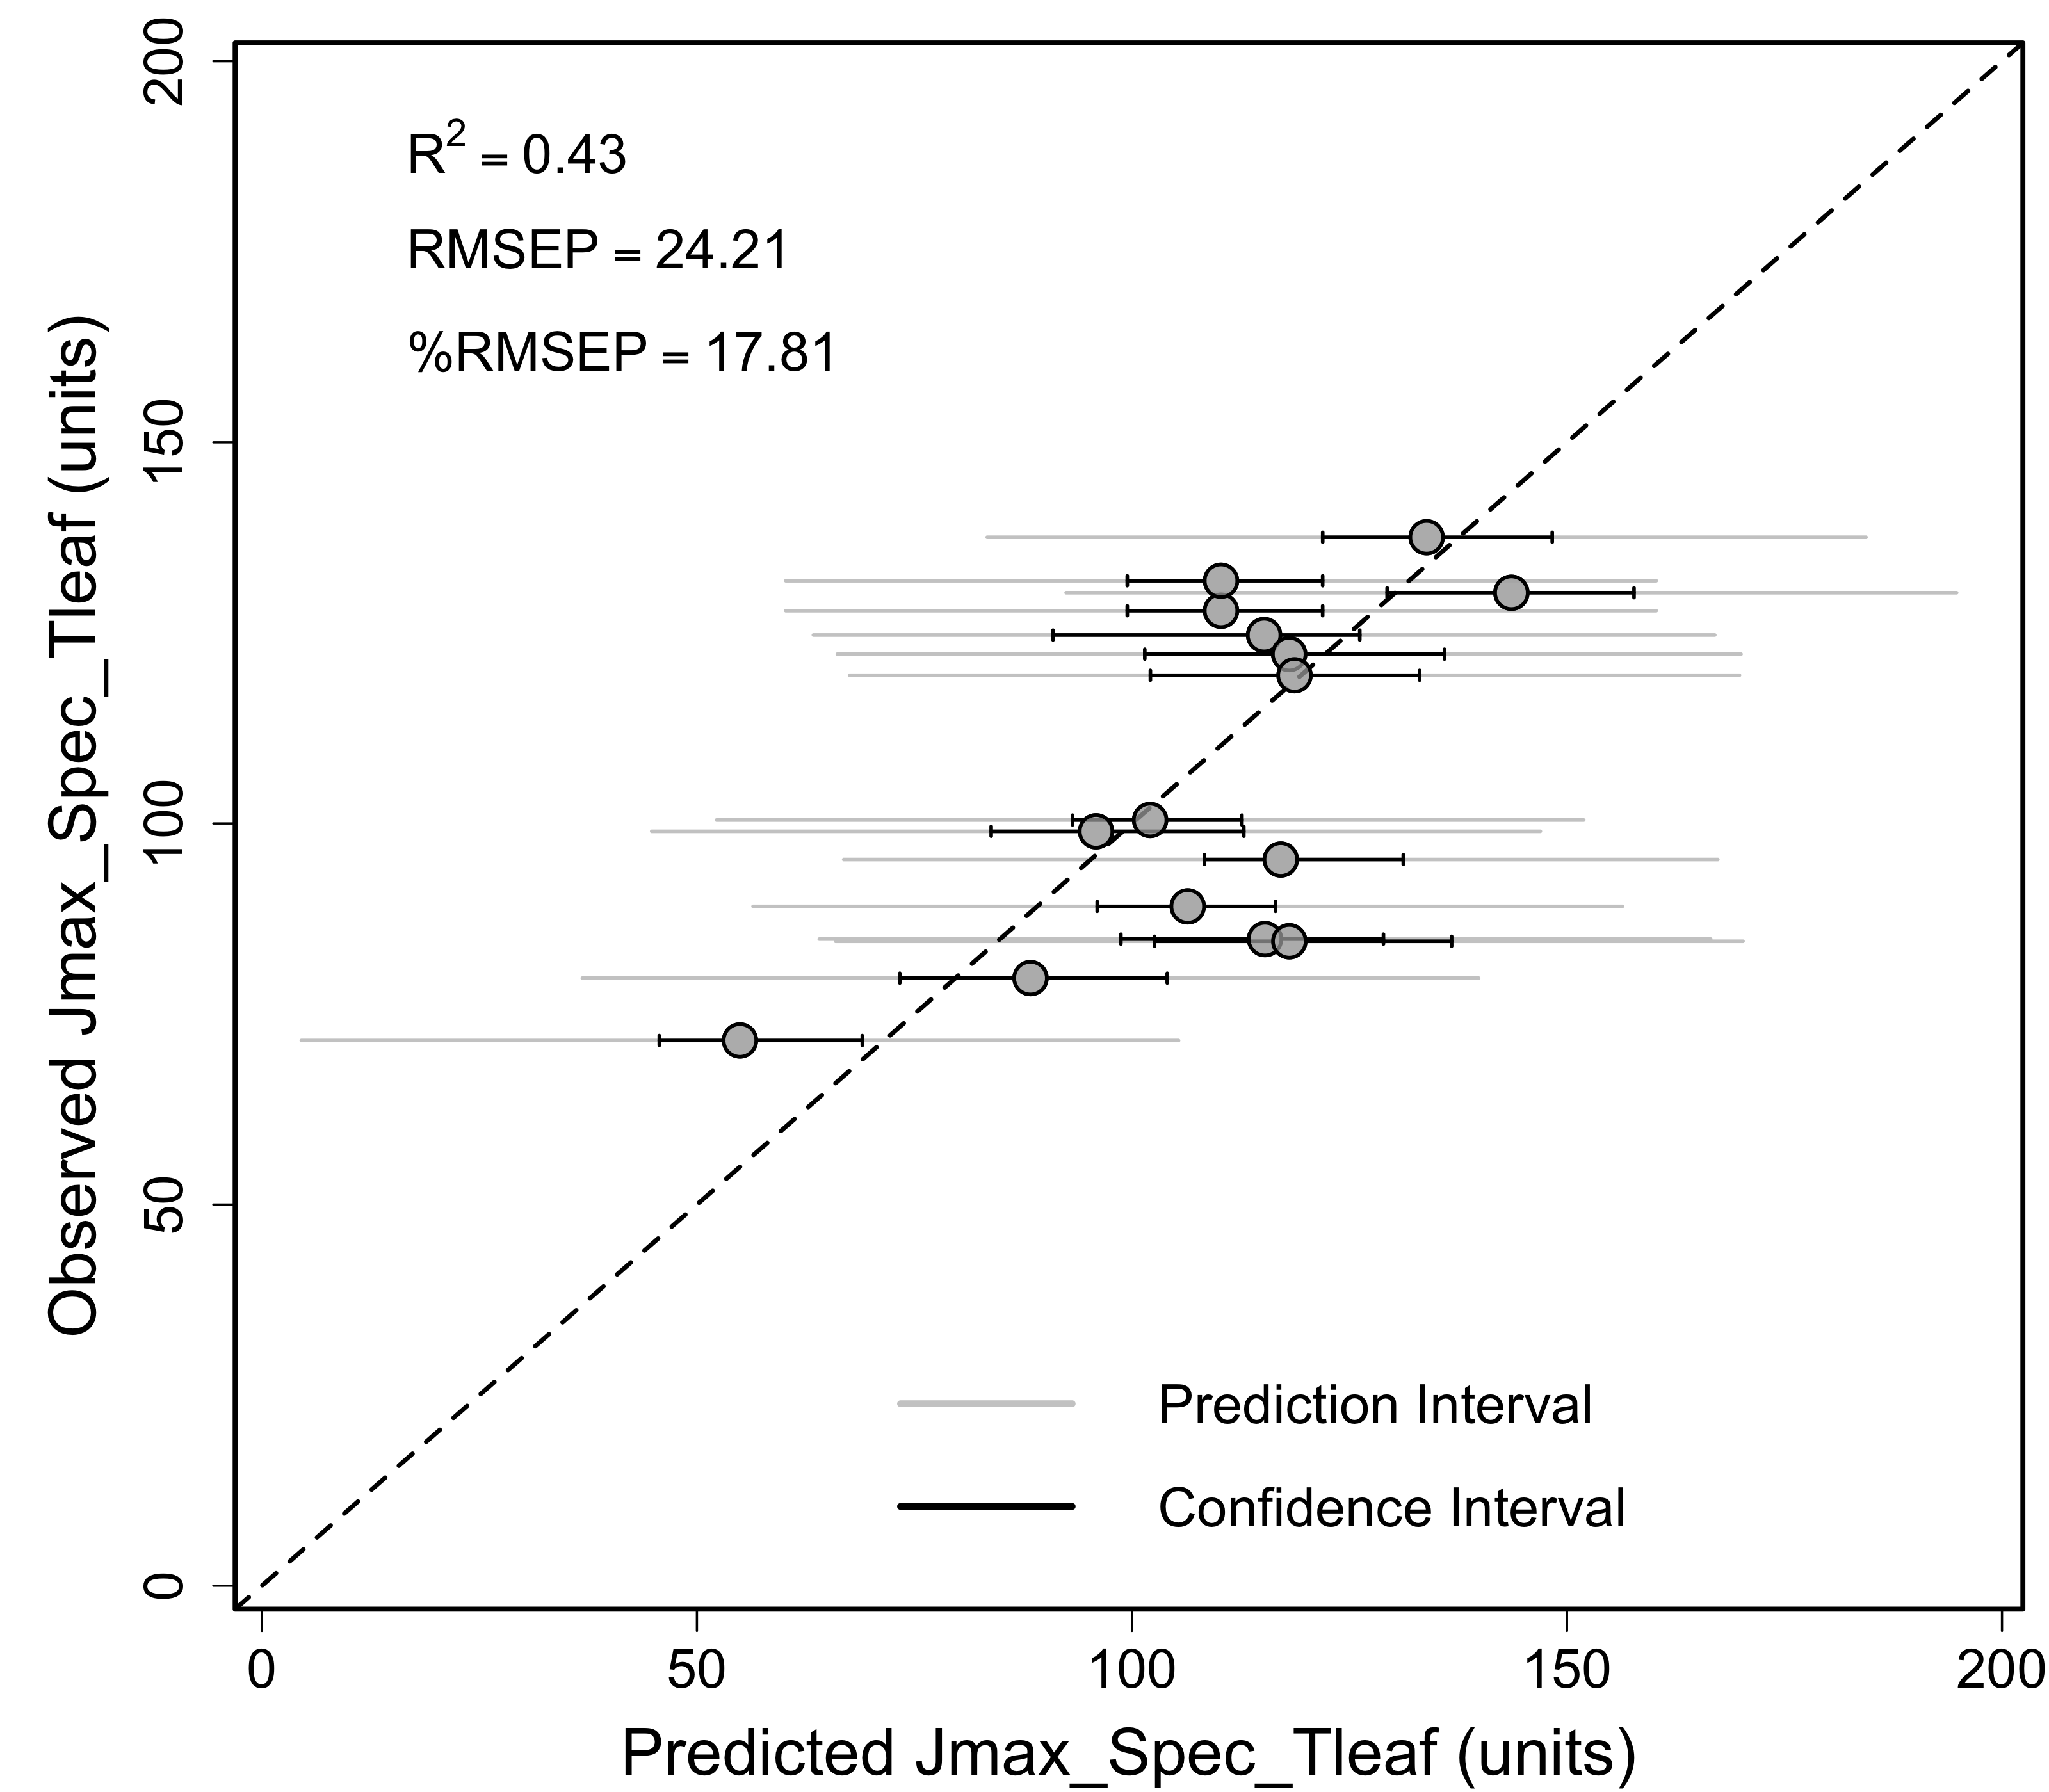 R2 = 0.43
RMSEP = 24.21
%RMSEP = 17.81
Observed Jmax_Spec_Tleaf (units)
200
150
100
50
0
Prediction Interval
Confidence Interval
0 50 100 150 200
Predicted Jmax_Spec_Tleaf (units)